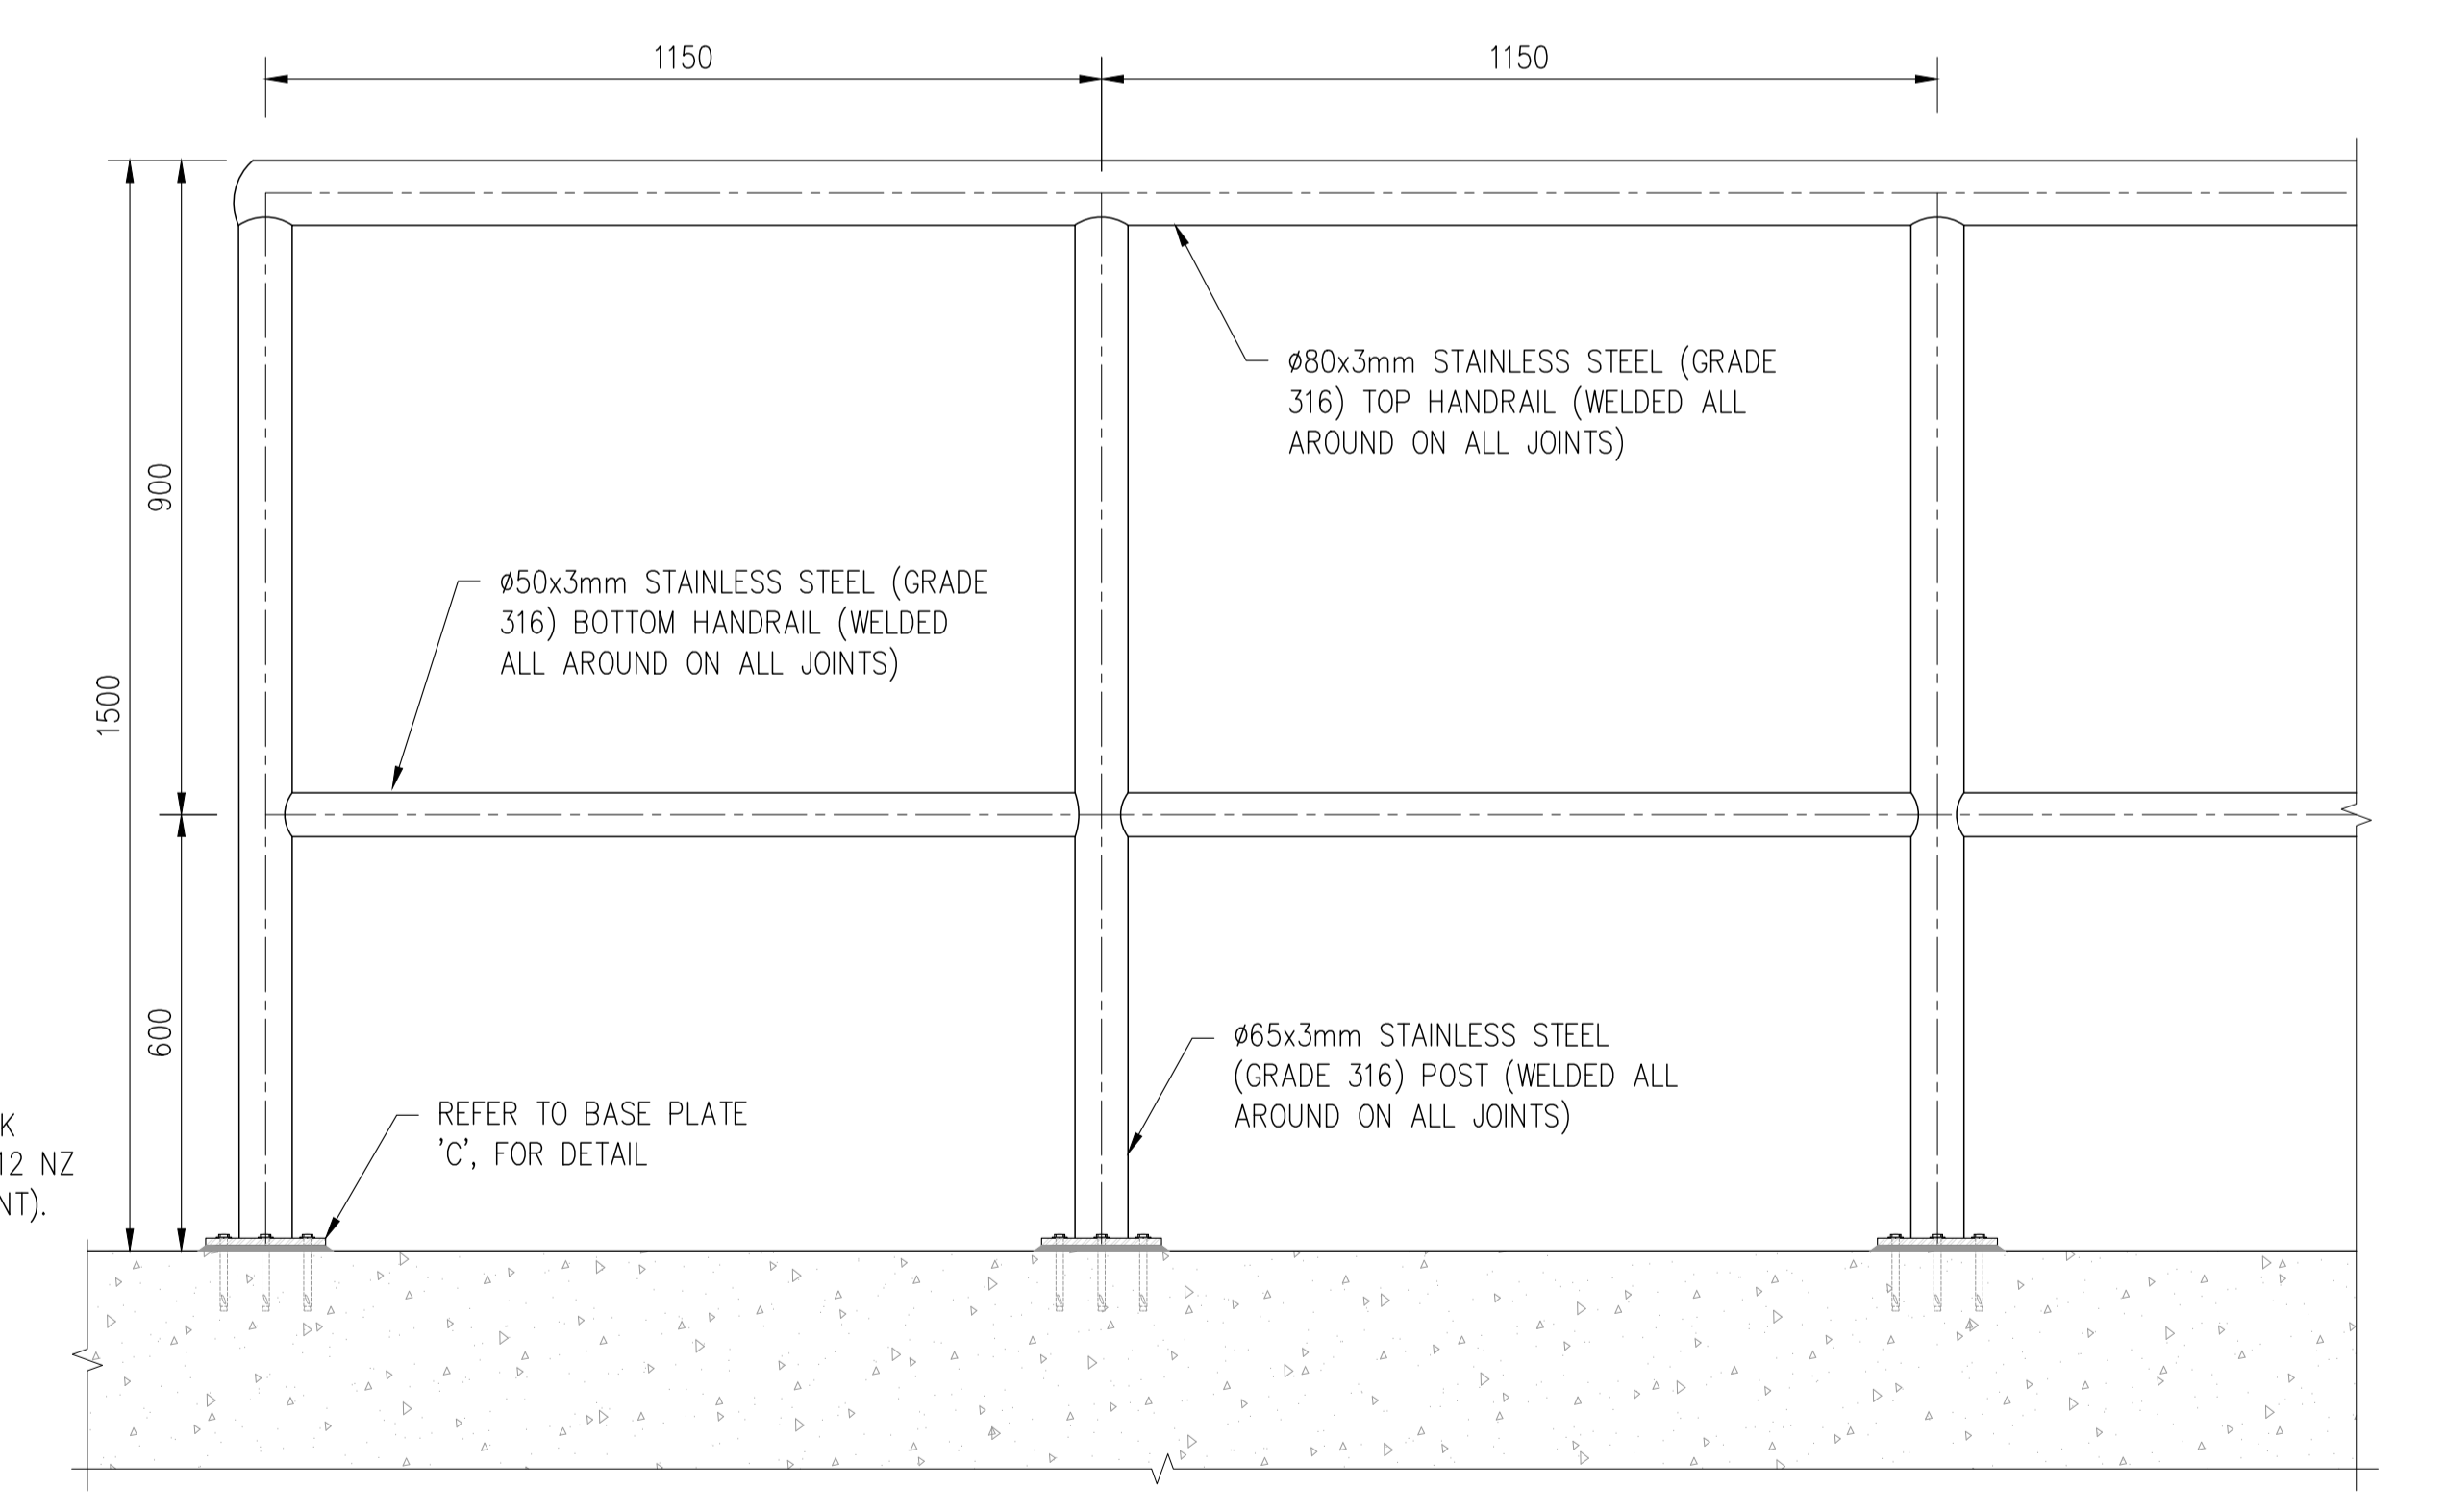 1150
1150
Ø80x3mm STAINLESS STEEL (GRADE
316) TOP HANDRAIL (WELDED ALL
AROUND ON ALL JOINTS)
900
Ø50x3mm STAINLESS STEEL (GRADE
316) BOTTOM HANDRAIL (WELDED
ALL AROUND ON ALL JOINTS)
1500
600
Ø65x3mm STAINLESS STEEL
(GRADE 316) POST (WELDED ALL
AROUND ON ALL JOINTS)
REFER TO BASE PLATE
'C', FOR DETAIL
K
12 NZ
NT).